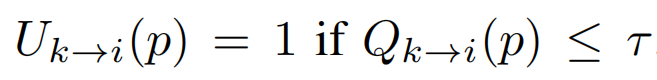 U_{k→i}(p) = 1 if Q_{k→i}(p) ≤ τ